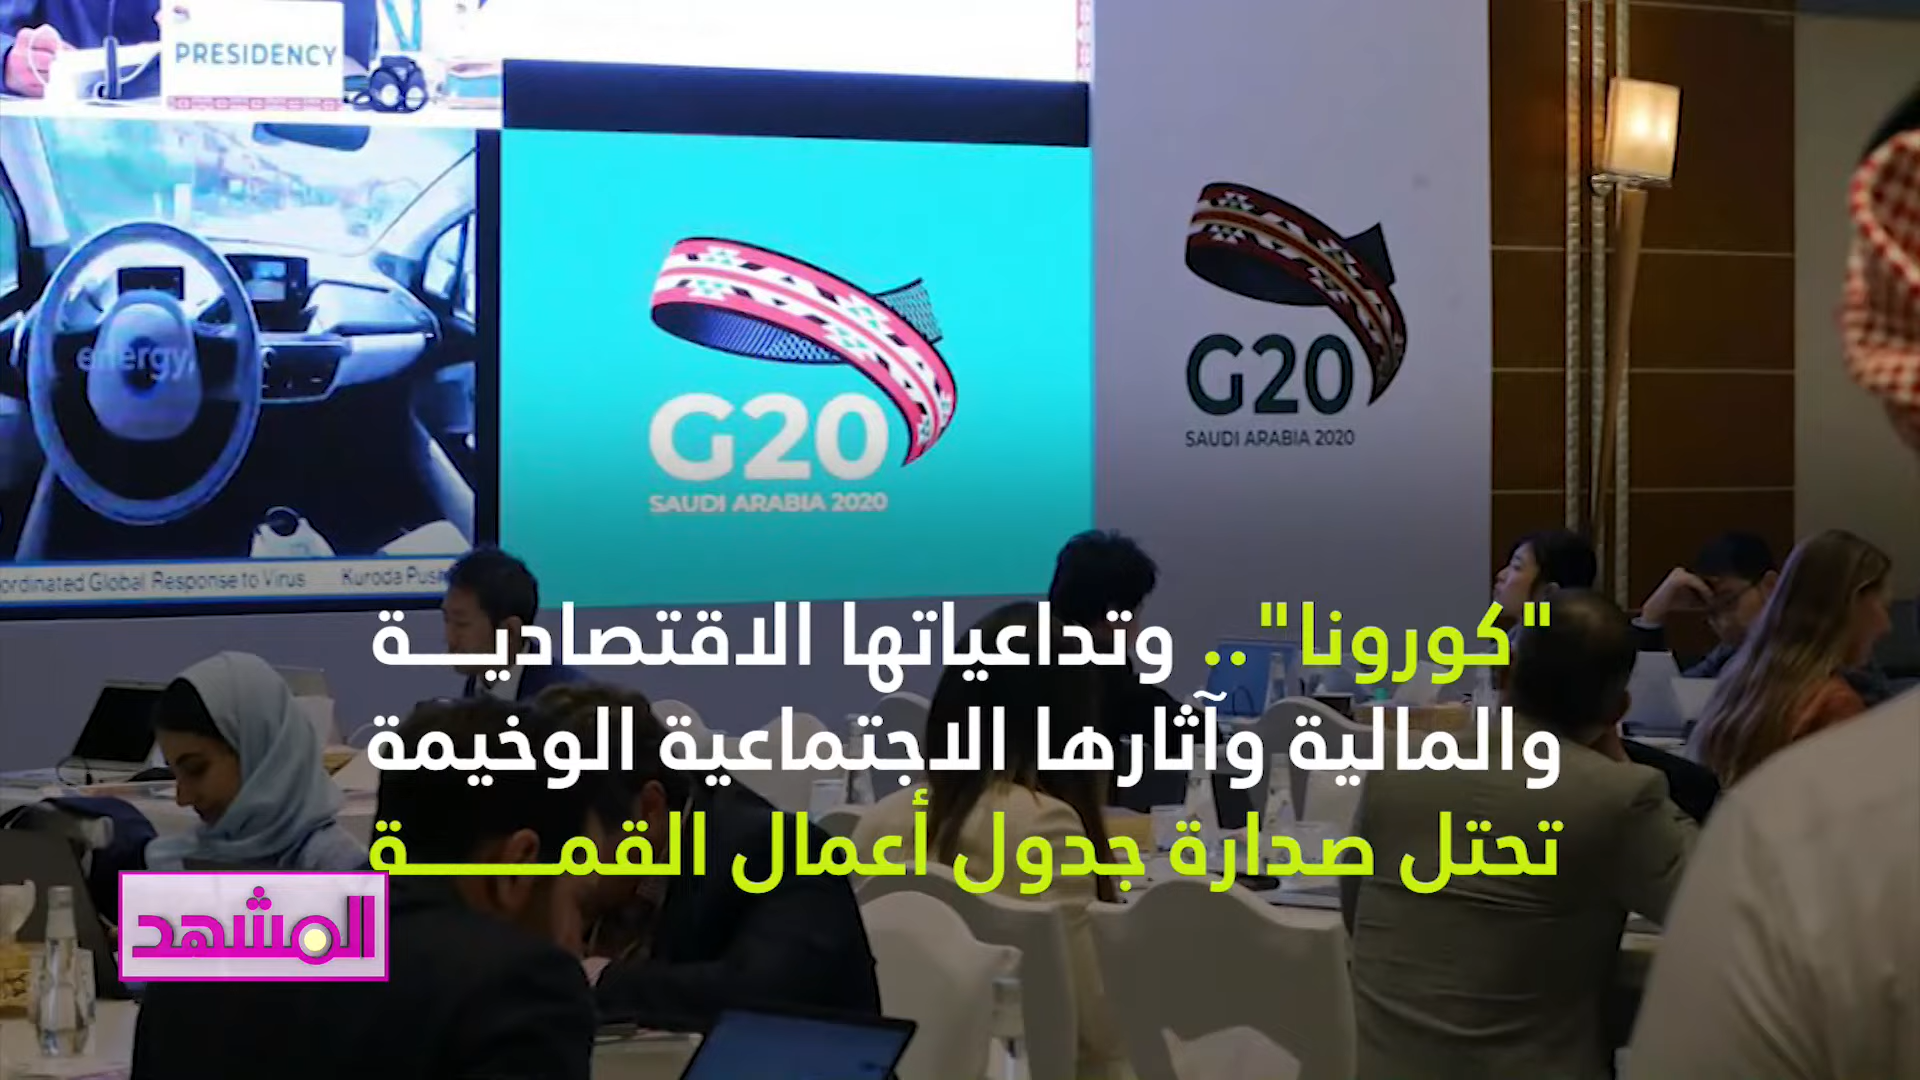 PRESIDENCY
energy,
G20
SAUDI ARABIA 2020
G20
SAUDI ARABIA 2020
ordinated Global Response to Virus
Kuroda
"كورونا" .. وتداعياتها الاقتصاديـــة
والمالية وآثارها الاجتماعية الوخيمة
تحتل صدارة جدول أعمال القمـــــة
المشهد